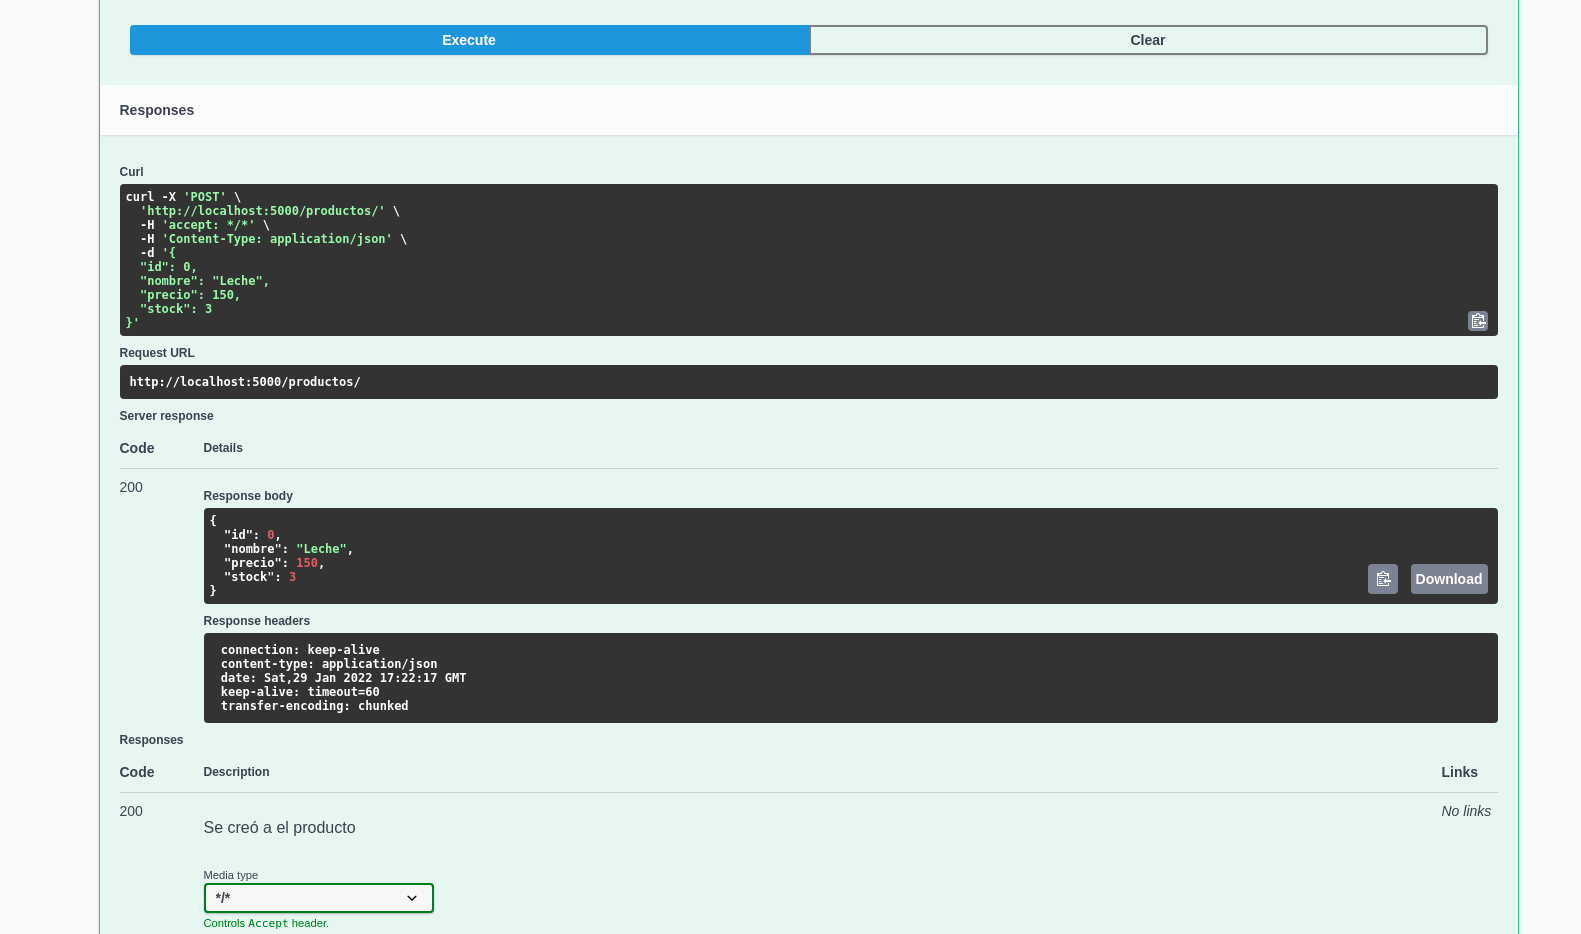 Execute Clear
Responses
Curl
curl -X 'POST' \
  'http://localhost:5000/productos/' \
  -H 'accept: */*' \
  -H 'Content-Type: application/json' \
  -d '{
  "id": 0,
  "nombre": "Leche",
  "precio": 150,
  "stock": 3
}'
Request URL
http://localhost:5000/productos/
Server response
Code Details
200
Response body
{
  "id": 0,
  "nombre": "Leche",
  "precio": 150,
  "stock": 3
}
Download
Response headers
connection: keep-alive
content-type: application/json
date: Sat,29 Jan 2022 17:22:17 GMT
keep-alive: timeout=60
transfer-encoding: chunked
Responses
Code Description Links
200 No links
Se creó a el producto
Media type
*/*
Controls Accept header.